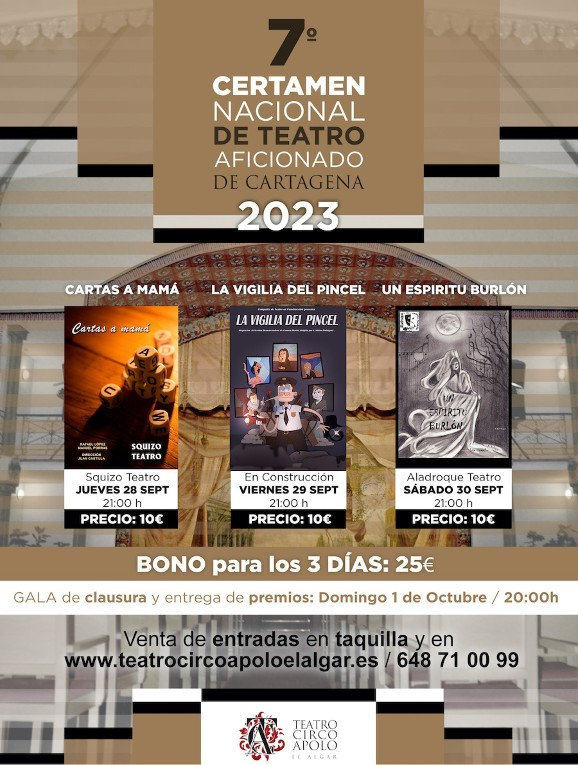 7º
CERTAMEN
NACIONAL
DE TEATRO
AFICIONADO
DE CARTAGENA
2023
CARTAS A MAMÁ
LA VIGILIA DEL PINCEL
UN ESPIRITU BURLÓN
Cartas a mamá
SQUIZO
TEATRO
LA VIGILIA DEL PINCEL
UN
ESPÍRITU
BURLÓN
Squizo Teatro
JUEVES 28 SEPT
21:00 h
PRECIO: 10€
En Construcción
VIERNES 29 SEPT
21:00 h
PRECIO: 10€
Aladroque Teatro
SÁBADO 30 SEPT
21:00 h
PRECIO: 10€
BONO para los 3 DÍAS: 25€
GALA de clausura y entrega de premios: Domingo 1 de Octubre / 20:00h
Venta de entradas en taquilla y en
www.teatrocircoapoloelalgar.es / 648 71 00 99
TEATRO
CIRCO
APOLO
EL ALGAR